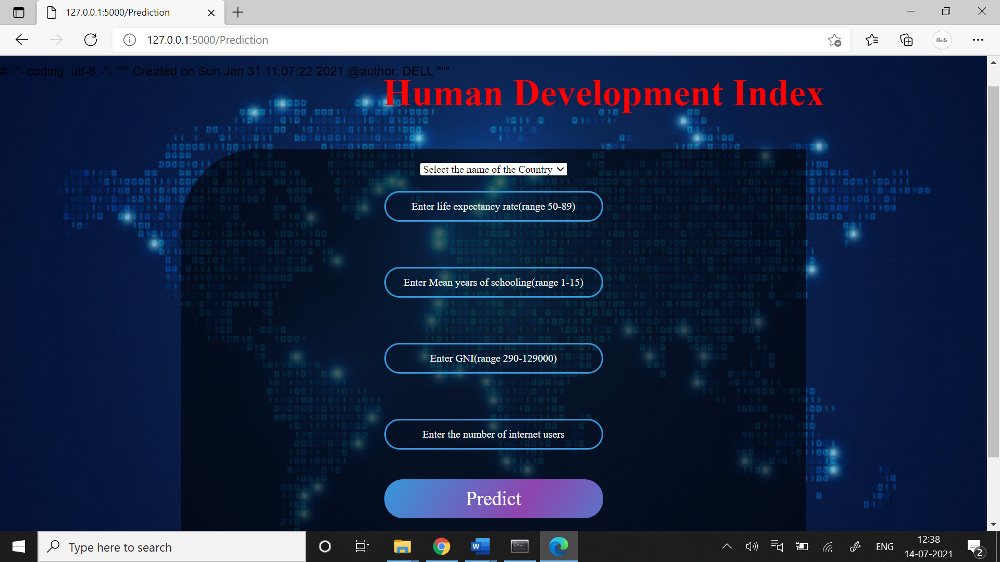 127.0.0.1:5000/Prediction
127.0.0.1:5000/Prediction
# -*- coding: utf-8 -*- """ Created on Sun Jan 31 11:07:22 2021 @author: DELL """
Human Development Index
Select the name of the Country
Enter life expectancy rate(range 50-89)
Enter Mean years of schooling(range 1-15)
Enter GNI(range 290-129000)
Enter the number of internet users
Predict
Type here to search
ENG
12:38
14-07-2021
2